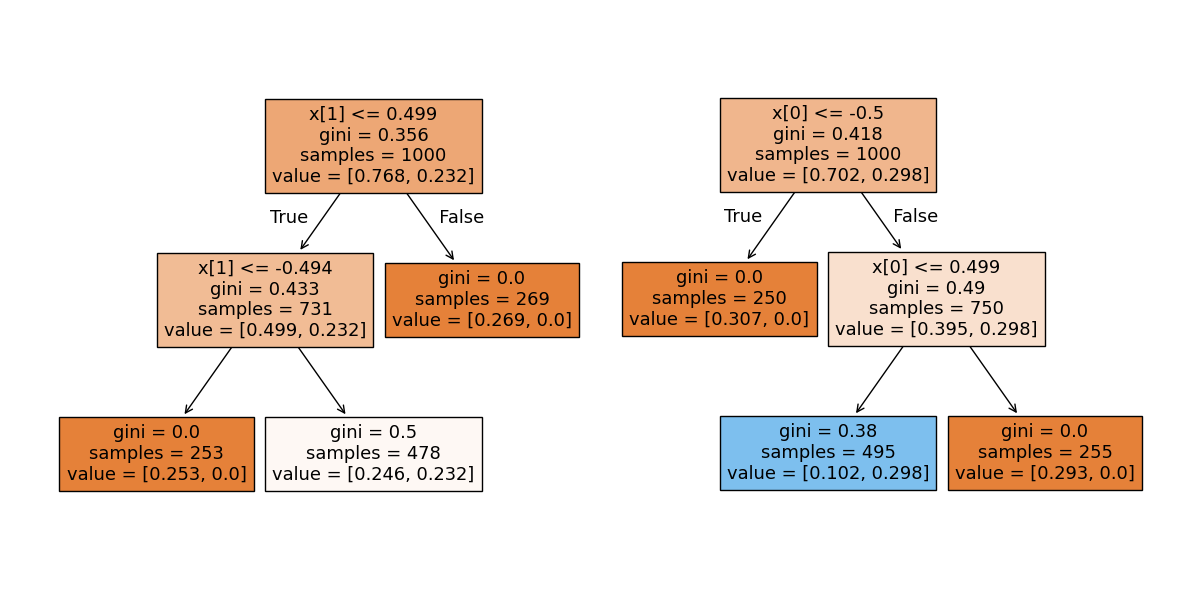 x[1] <= 0.499
gini = 0.356
samples = 1000
value = [0.768, 0.232]
True
False
x[1] <= -0.494
gini = 0.433
samples = 731
value = [0.499, 0.232]
gini = 0.0
samples = 269
value = [0.269, 0.0]
gini = 0.0
samples = 253
value = [0.253, 0.0]
gini = 0.5
samples = 478
value = [0.246, 0.232]
x[0] <= -0.5
gini = 0.418
samples = 1000
value = [0.702, 0.298]
True
False
gini = 0.0
samples = 250
value = [0.307, 0.0]
x[0] <= 0.499
gini = 0.49
samples = 750
value = [0.395, 0.298]
gini = 0.38
samples = 495
value = [0.102, 0.298]
gini = 0.0
samples = 255
value = [0.293, 0.0]